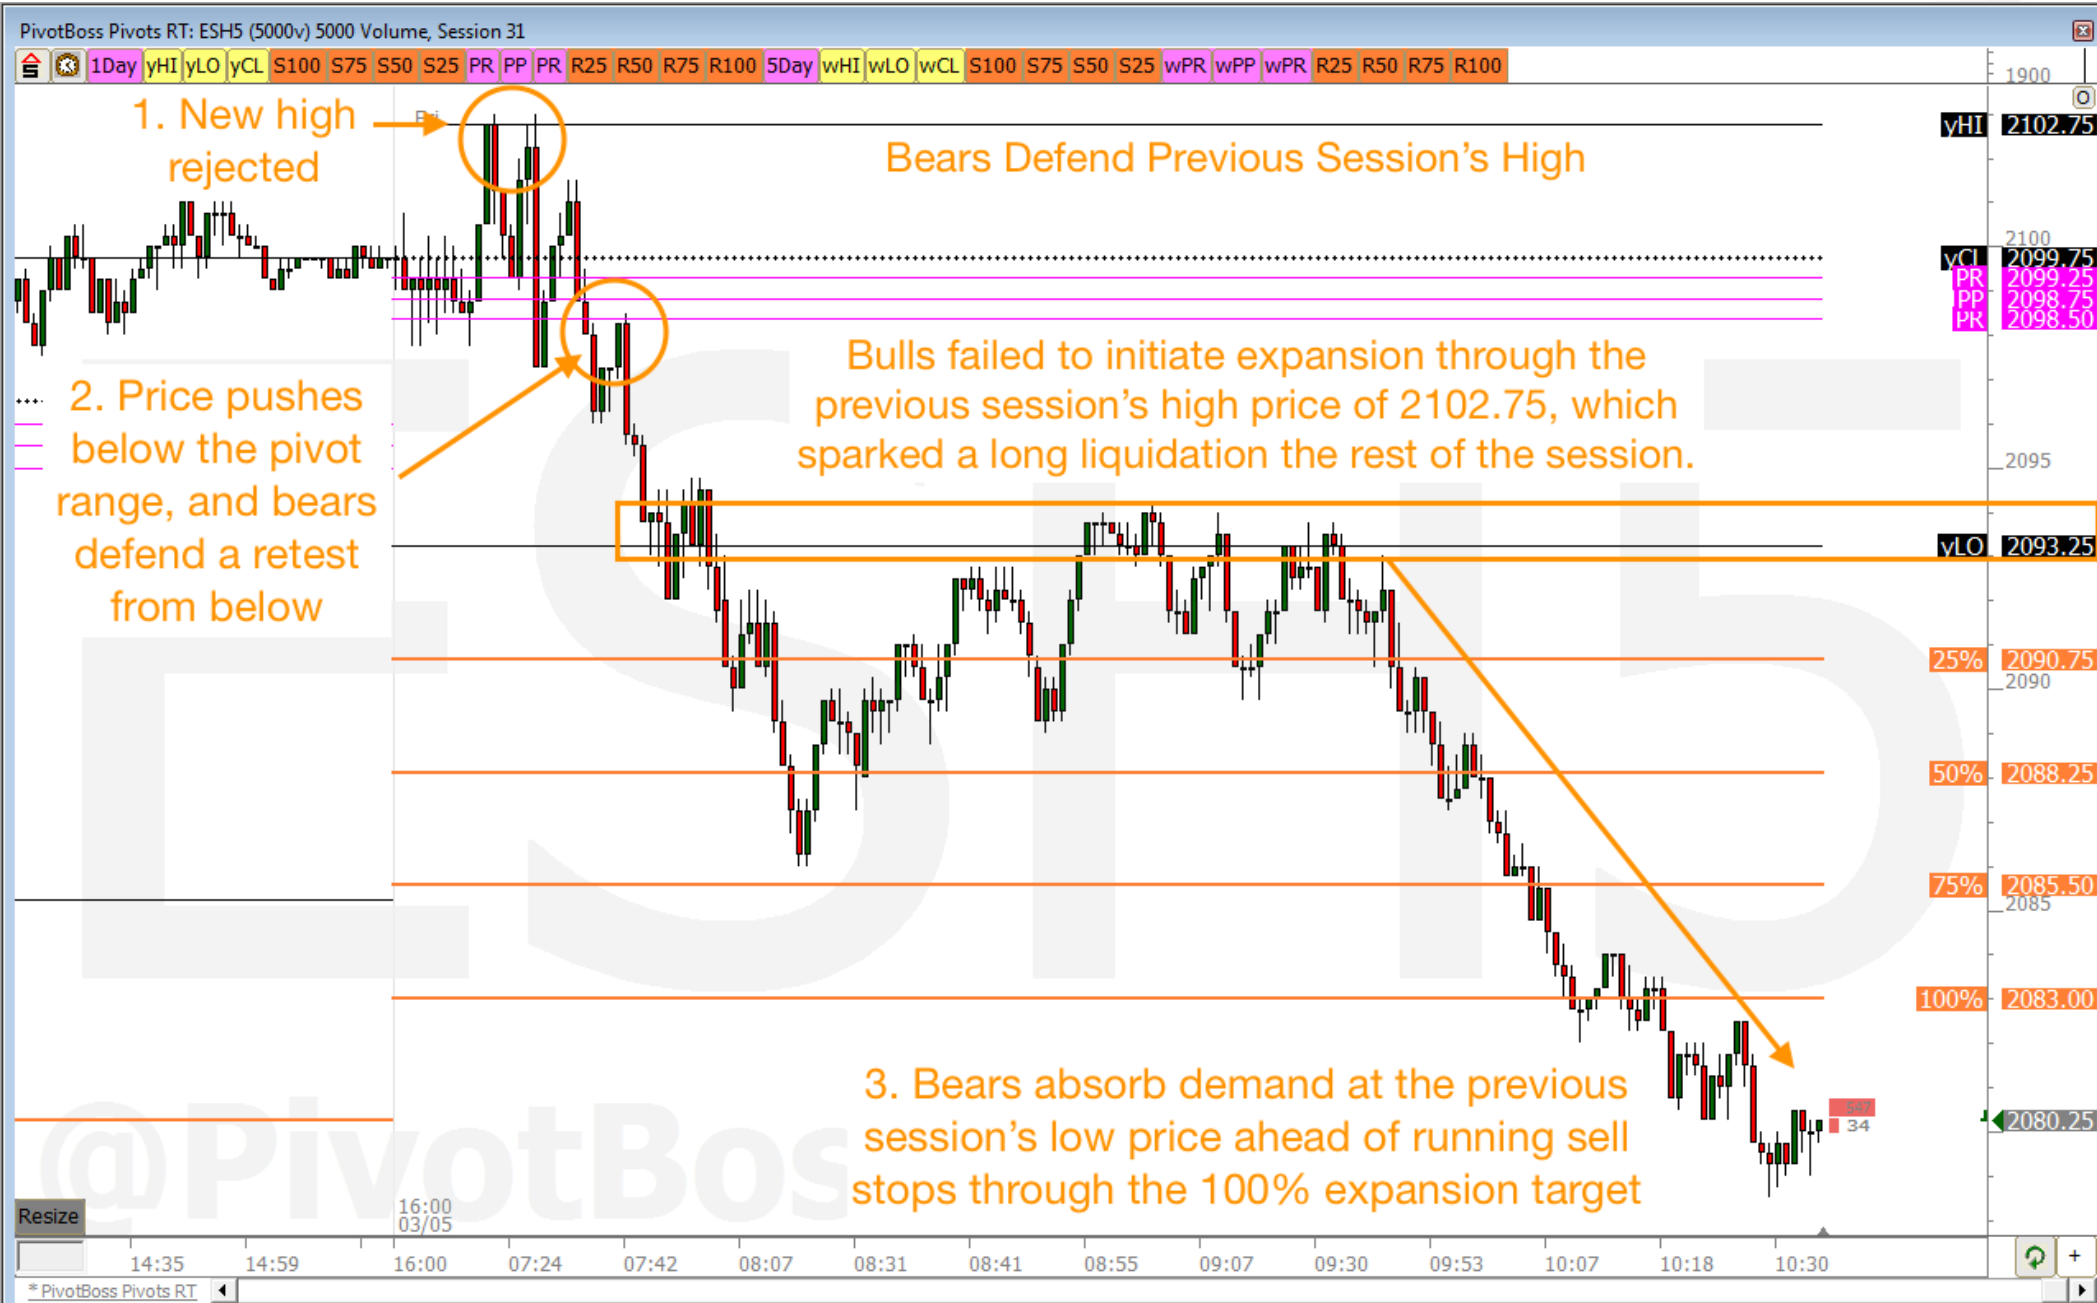 PivotBoss Pivots RT: ESH5 (5000v) 5000 Volume, Session 31
1Day yHI yLO yCL S100 S75 S50 S25 PR PP PR R25 R50 R75 R100 5Day wHI wLO wCL S100 S75 S50 S25 wPR wPP wPR R25 R50 R75 R100
1900
O
1. New high
rejected
Fri
Bears Defend Previous Session's High
yHI 2102.75
2100
yCL 2099.75
PR 2099.25
PP 2098.75
PR 2098.50
2. Price pushes
below the pivot
range, and bears
defend a retest
from below
Bulls failed to initiate expansion through the
previous session's high price of 2102.75, which
sparked a long liquidation the rest of the session.
2095
yLO 2093.25
25% 2090.75
2090
50% 2088.25
75% 2085.50
2085
100% 2083.00
3. Bears absorb demand at the previous
session's low price ahead of running sell
stops through the 100% expansion target
547
34
2080.25
ESH5
@PivotBos
Resize
16:00
03/05
14:35 14:59 16:00 07:24 07:42 08:07 08:31 08:41 08:55 09:07 09:30 09:53 10:07 10:18 10:30
+
* PivotBoss Pivots RT